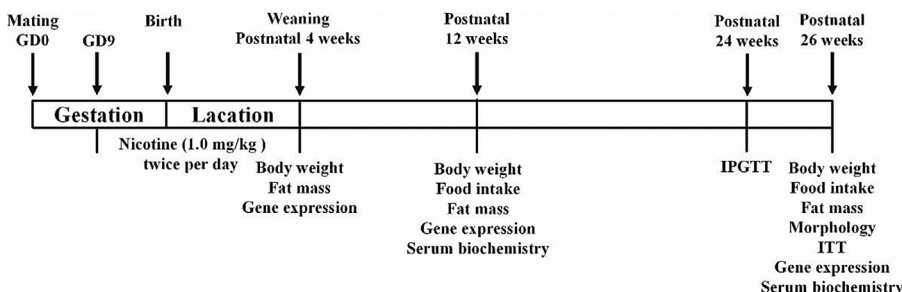 Mating
GD0
GD9
Birth
Weaning
Postnatal 4 weeks
Postnatal
12 weeks
Postnatal
24 weeks
Postnatal
26 weeks
Gestation
Lacation
Nicotine (1.0 mg/kg )
twice per day
Body weight
Fat mass
Gene expression
Body weight
Food intake
Fat mass
Gene expression
Serum biochemistry
IPGTT
Body weight
Food intake
Fat mass
Morphology
ITT
Gene expression
Serum biochemistry